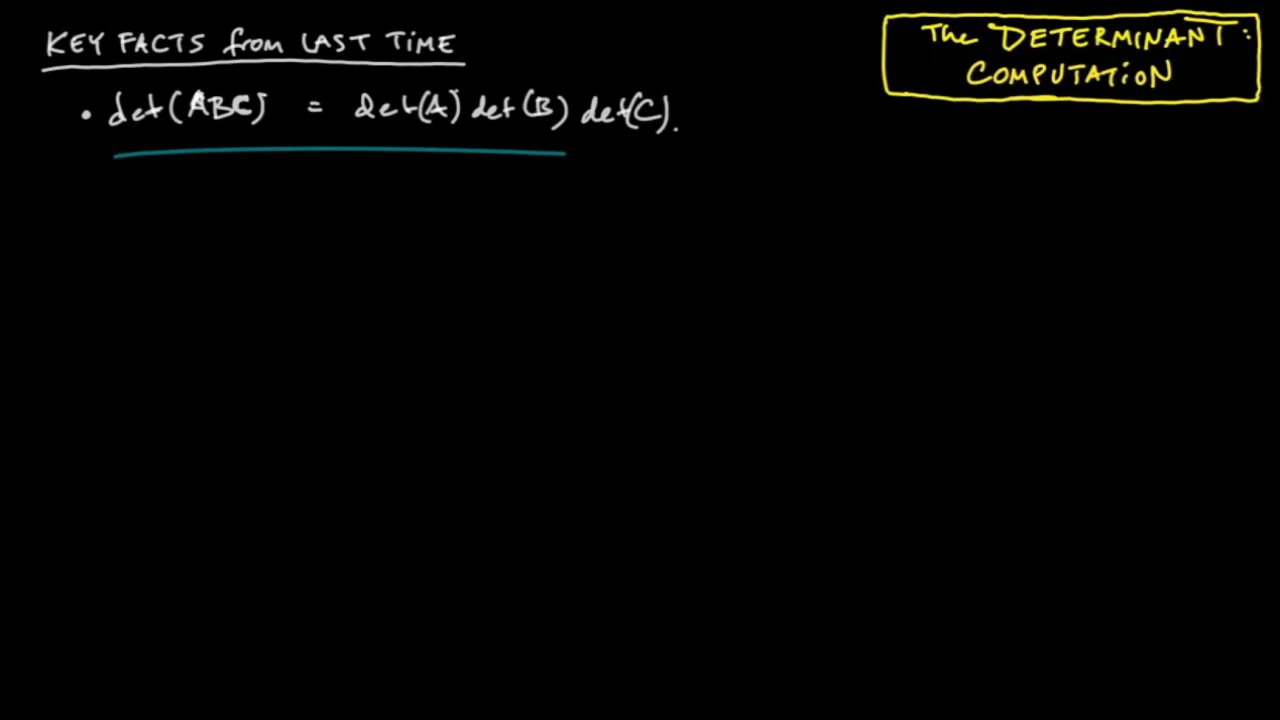 KEY FACTS from LAST TIME
• det(ABC) = det(A) det(B) det(C).
The DETERMINANT:
COMPUTATION